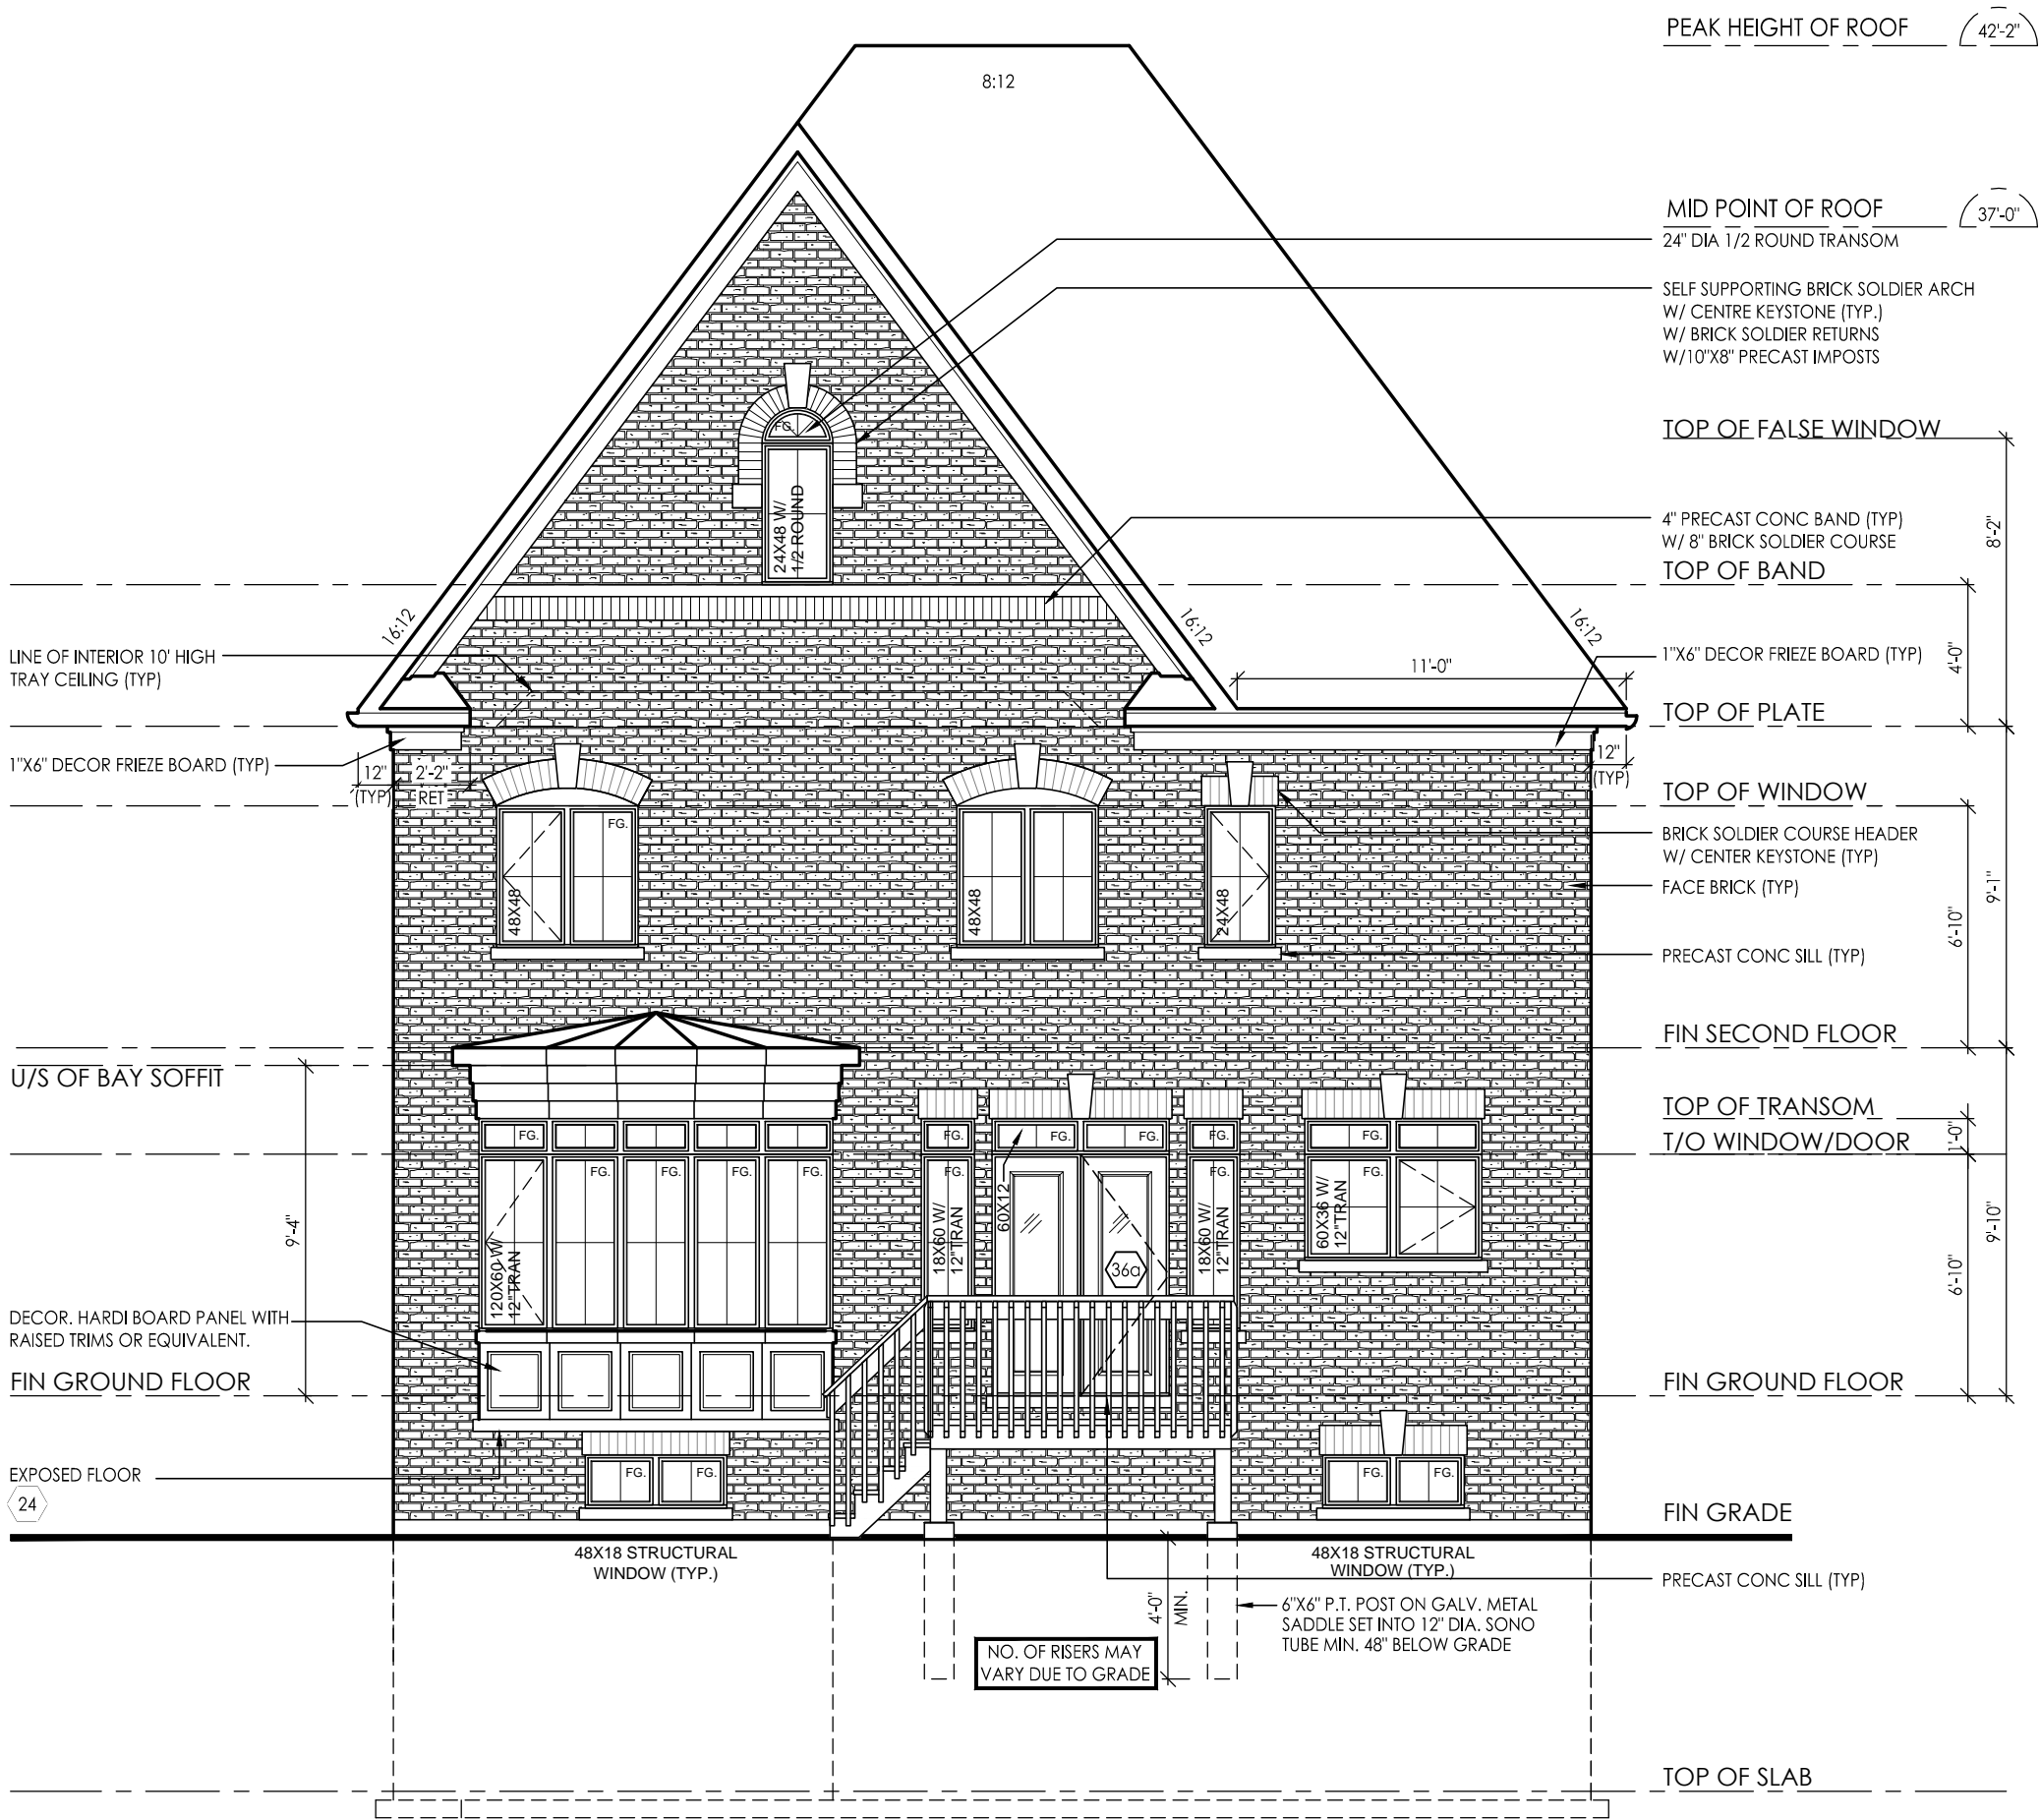 PEAK HEIGHT OF ROOF
42'-2"
8:12
MID POINT OF ROOF
37'-0"
24" DIA 1/2 ROUND TRANSOM
SELF SUPPORTING BRICK SOLDIER ARCH
W/ CENTRE KEYSTONE (TYP.)
W/ BRICK SOLDIER RETURNS
W/10"X8" PRECAST IMPOSTS
TOP OF FALSE WINDOW
FG.
24X48 W/
1/2 ROUND
4" PRECAST CONC BAND (TYP)
W/ 8" BRICK SOLDIER COURSE
8'-2"
TOP OF BAND
16:12
16:12
16:12
LINE OF INTERIOR 10' HIGH
TRAY CEILING (TYP)
1"X6" DECOR FRIEZE BOARD (TYP)
4'-0"
11'-0"
TOP OF PLATE
1"X6" DECOR FRIEZE BOARD (TYP)
12"
(TYP)
2'-2"
RET
12"
(TYP)
TOP OF WINDOW
FG.
48X48
48X48
24X48
BRICK SOLDIER COURSE HEADER
W/ CENTER KEYSTONE (TYP)
FACE BRICK (TYP)
9'-1"
6'-10"
PRECAST CONC SILL (TYP)
FIN SECOND FLOOR
U/S OF BAY SOFFIT
TOP OF TRANSOM
1'-0"
T/O WINDOW/DOOR
FG.
FG.
FG.
FG.
FG.
FG.
FG.
FG.
FG.
FG.
FG.
FG.
FG.
FG.
120X60 W/
12"TRAN
18X60 W/
12"TRAN
60X12
36a
18X60 W/
12"TRAN
60X36 W/
12"TRAN
9'-4"
9'-10"
6'-10"
DECOR. HARDI BOARD PANEL WITH
RAISED TRIMS OR EQUIVALENT.
FIN GROUND FLOOR
FIN GROUND FLOOR
EXPOSED FLOOR
24
FG.
FG.
FG.
FG.
FIN GRADE
48X18 STRUCTURAL
WINDOW (TYP.)
48X18 STRUCTURAL
WINDOW (TYP.)
PRECAST CONC SILL (TYP)
4'-0"
MIN.
6"X6" P.T. POST ON GALV. METAL
SADDLE SET INTO 12" DIA. SONO
TUBE MIN. 48" BELOW GRADE
NO. OF RISERS MAY
VARY DUE TO GRADE
TOP OF SLAB